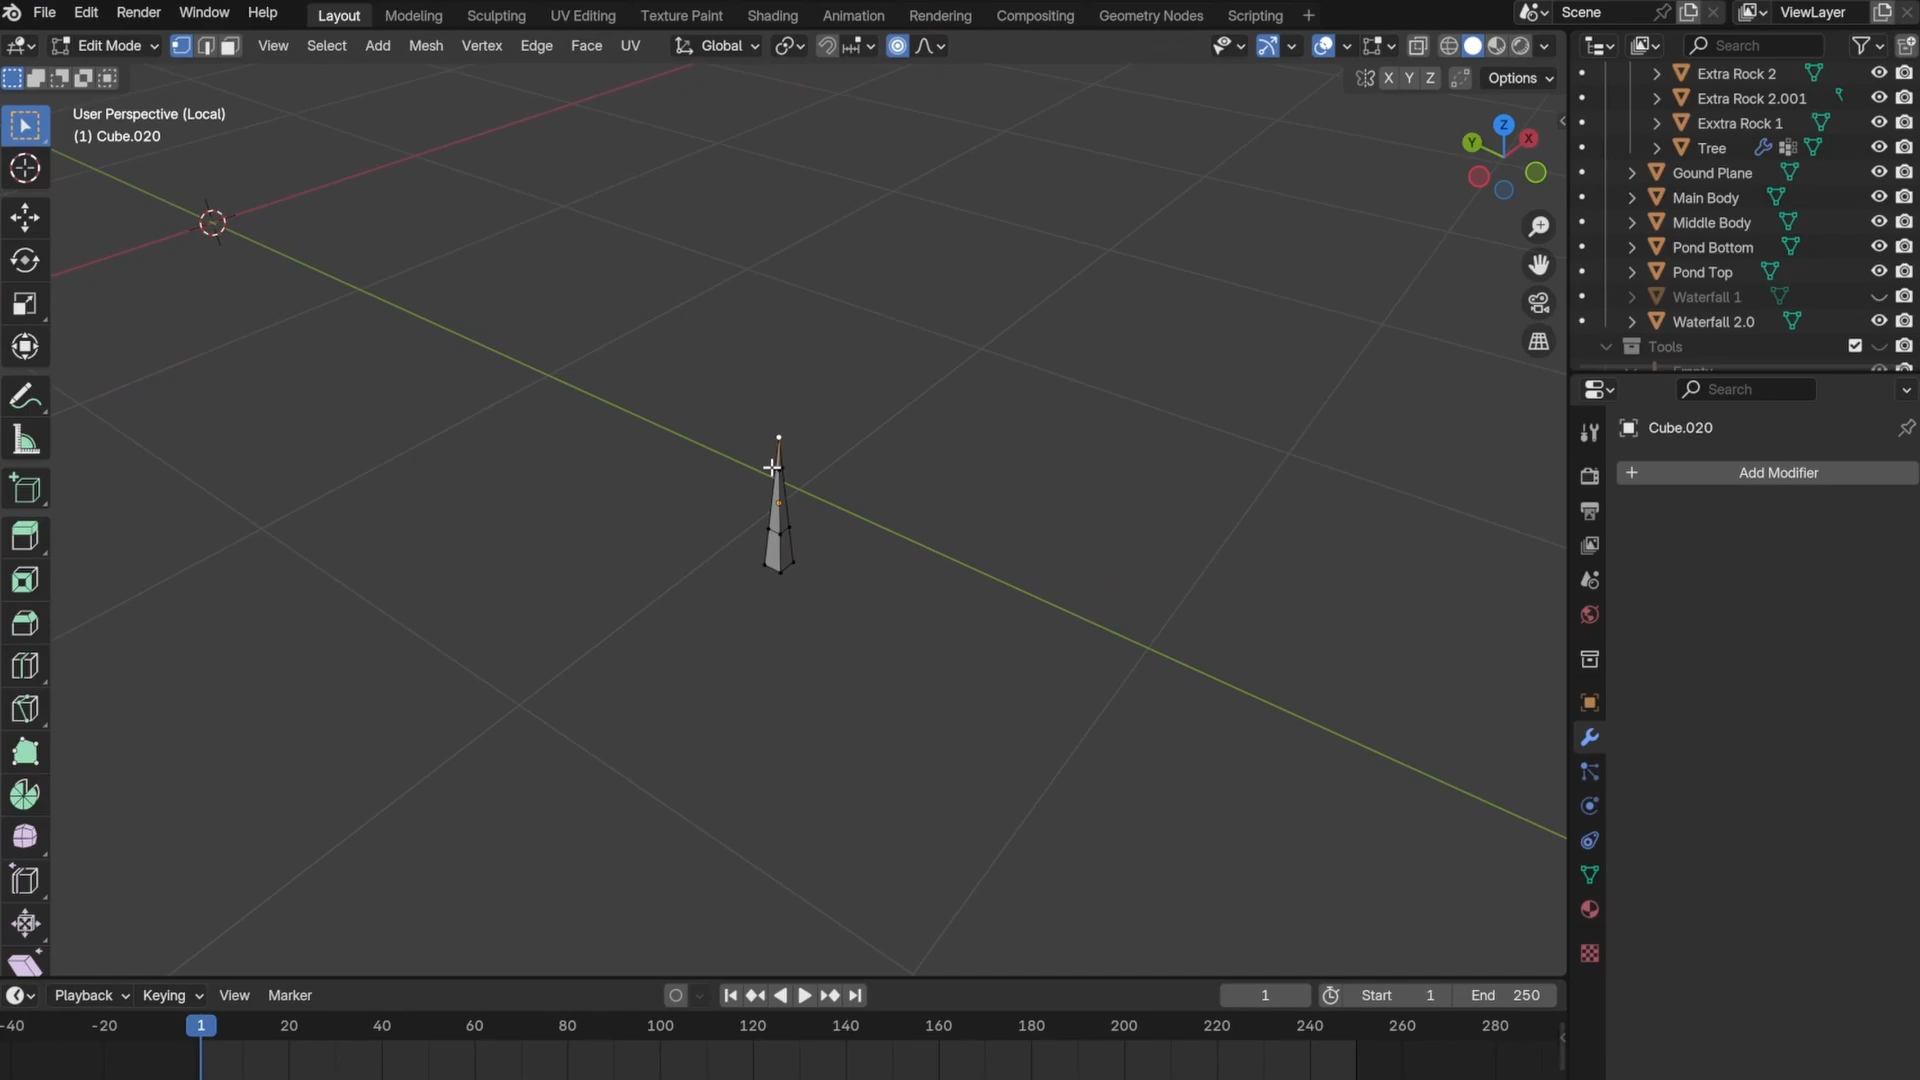 File Edit Render Window Help Layout Modeling Sculpting UV Editing Texture Paint Shading Animation Rendering Compositing Geometry Nodes Scripting + Scene ViewLayer
Edit Mode View Select Add Mesh Vertex Edge Face UV Global Search
X Y Z Options
User Perspective (Local)
(1) Cube.020
Z
Y
X
Extra Rock 2
Extra Rock 2.001
Exxtra Rock 1
Tree
Gound Plane
Main Body
Middle Body
Pond Bottom
Pond Top
Waterfall 1
Waterfall 2.0
Tools
Search
Cube.020
+ Add Modifier
Playback Keying View Marker 1 Start 1 End 250
-40 -20 1 20 40 60 80 100 120 140 160 180 200 220 240 260 280